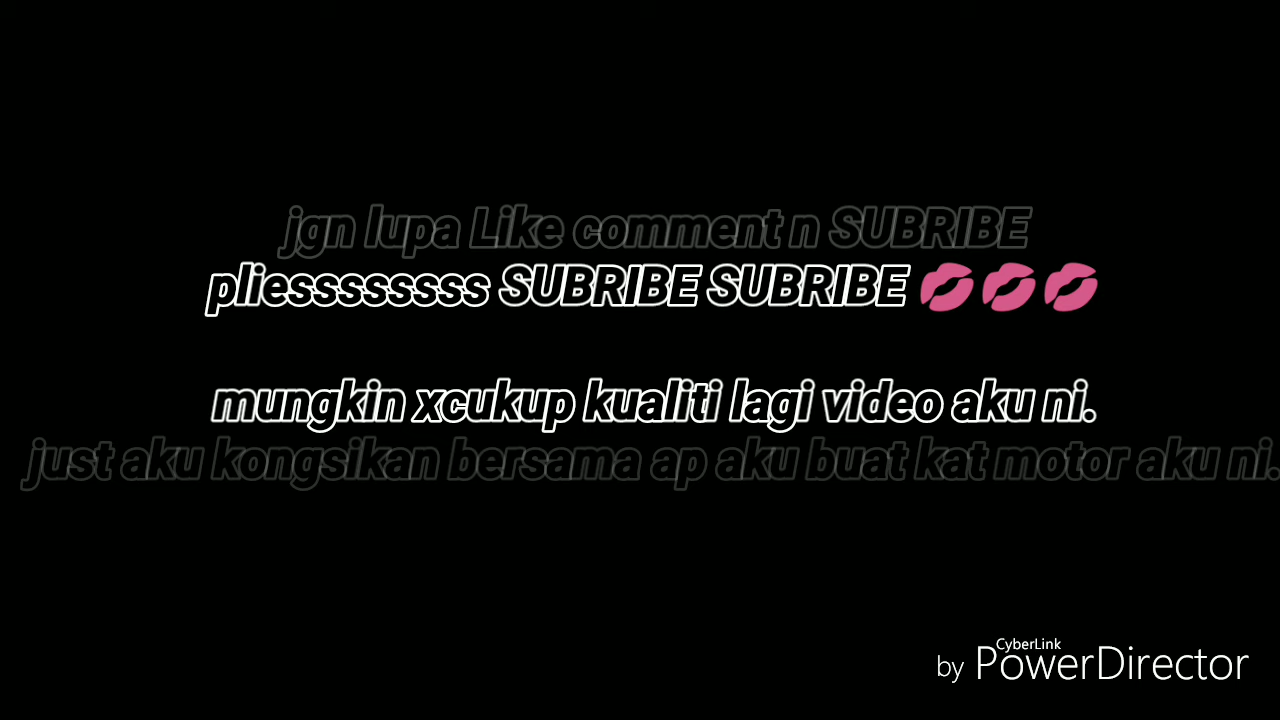 jgn lupa Like comment n SUBRIBE
pliessssssss SUBRIBE SUBRIBE 💋💋💋
mungkin xcukup kualiti lagi video aku ni.
just aku kongsikan bersama ap aku buat kat motor aku ni.
by CyberLink PowerDirector